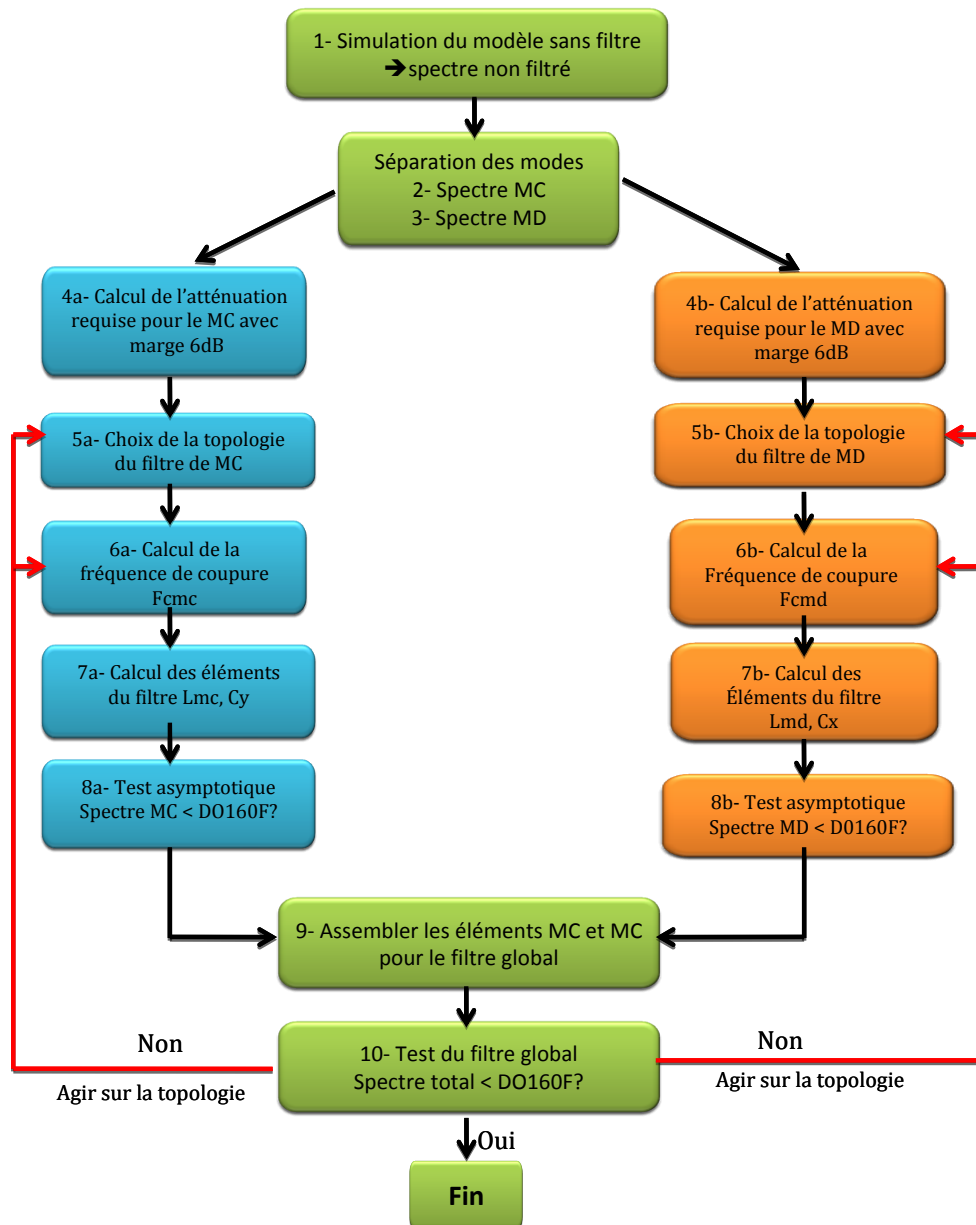 1- Simulation du modèle sans filtre
➔spectre non filtré
Séparation des modes
2- Spectre MC
3- Spectre MD
4a- Calcul de l’atténuation
requise pour le MC avec
marge 6dB
4b- Calcul de l’atténuation
requise pour le MD avec
marge 6dB
5a- Choix de la topologie
du filtre de MC
5b- Choix de la topologie
du filtre de MD
6a- Calcul de la
fréquence de coupure
Fcmc
6b- Calcul de la
Fréquence de coupure
Fcmd
7a- Calcul des éléments
du filtre Lmc, Cy
7b- Calcul des
Éléments du filtre
Lmd, Cx
8a- Test asymptotique
Spectre MC < DO160F?
8b- Test asymptotique
Spectre MD < D0160F?
9- Assembler les éléments MC et MC
pour le filtre global
Non
Agir sur la topologie
10- Test du filtre global
Spectre total < DO160F?
Non
Agir sur la topologie
Oui
Fin